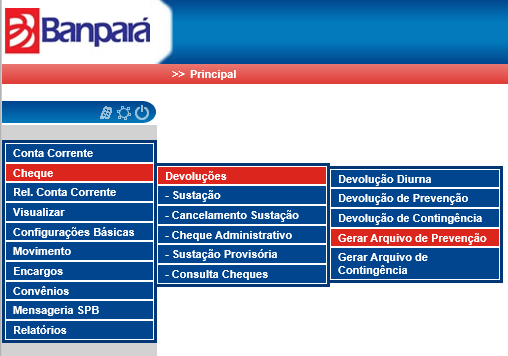 Banpará
>> Principal
Conta Corrente
Cheque
Rel. Conta Corrente
Visualizar
Configurações Básicas
Movimento
Encargos
Convênios
Mensageria SPB
Relatórios
Devoluções
- Sustação
- Cancelamento Sustação
- Cheque Administrativo
- Sustação Provisória
- Consulta Cheques
Devolução Diurna
Devolução de Prevenção
Devolução de Contingência
Gerar Arquivo de Prevenção
Gerar Arquivo de
Contingência